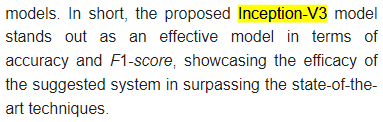 models. In short, the proposed Inception-V3 model
stands out as an effective model in terms of
accuracy and F1-score, showcasing the efficacy of
the suggested system in surpassing the state-of-the-
art techniques.